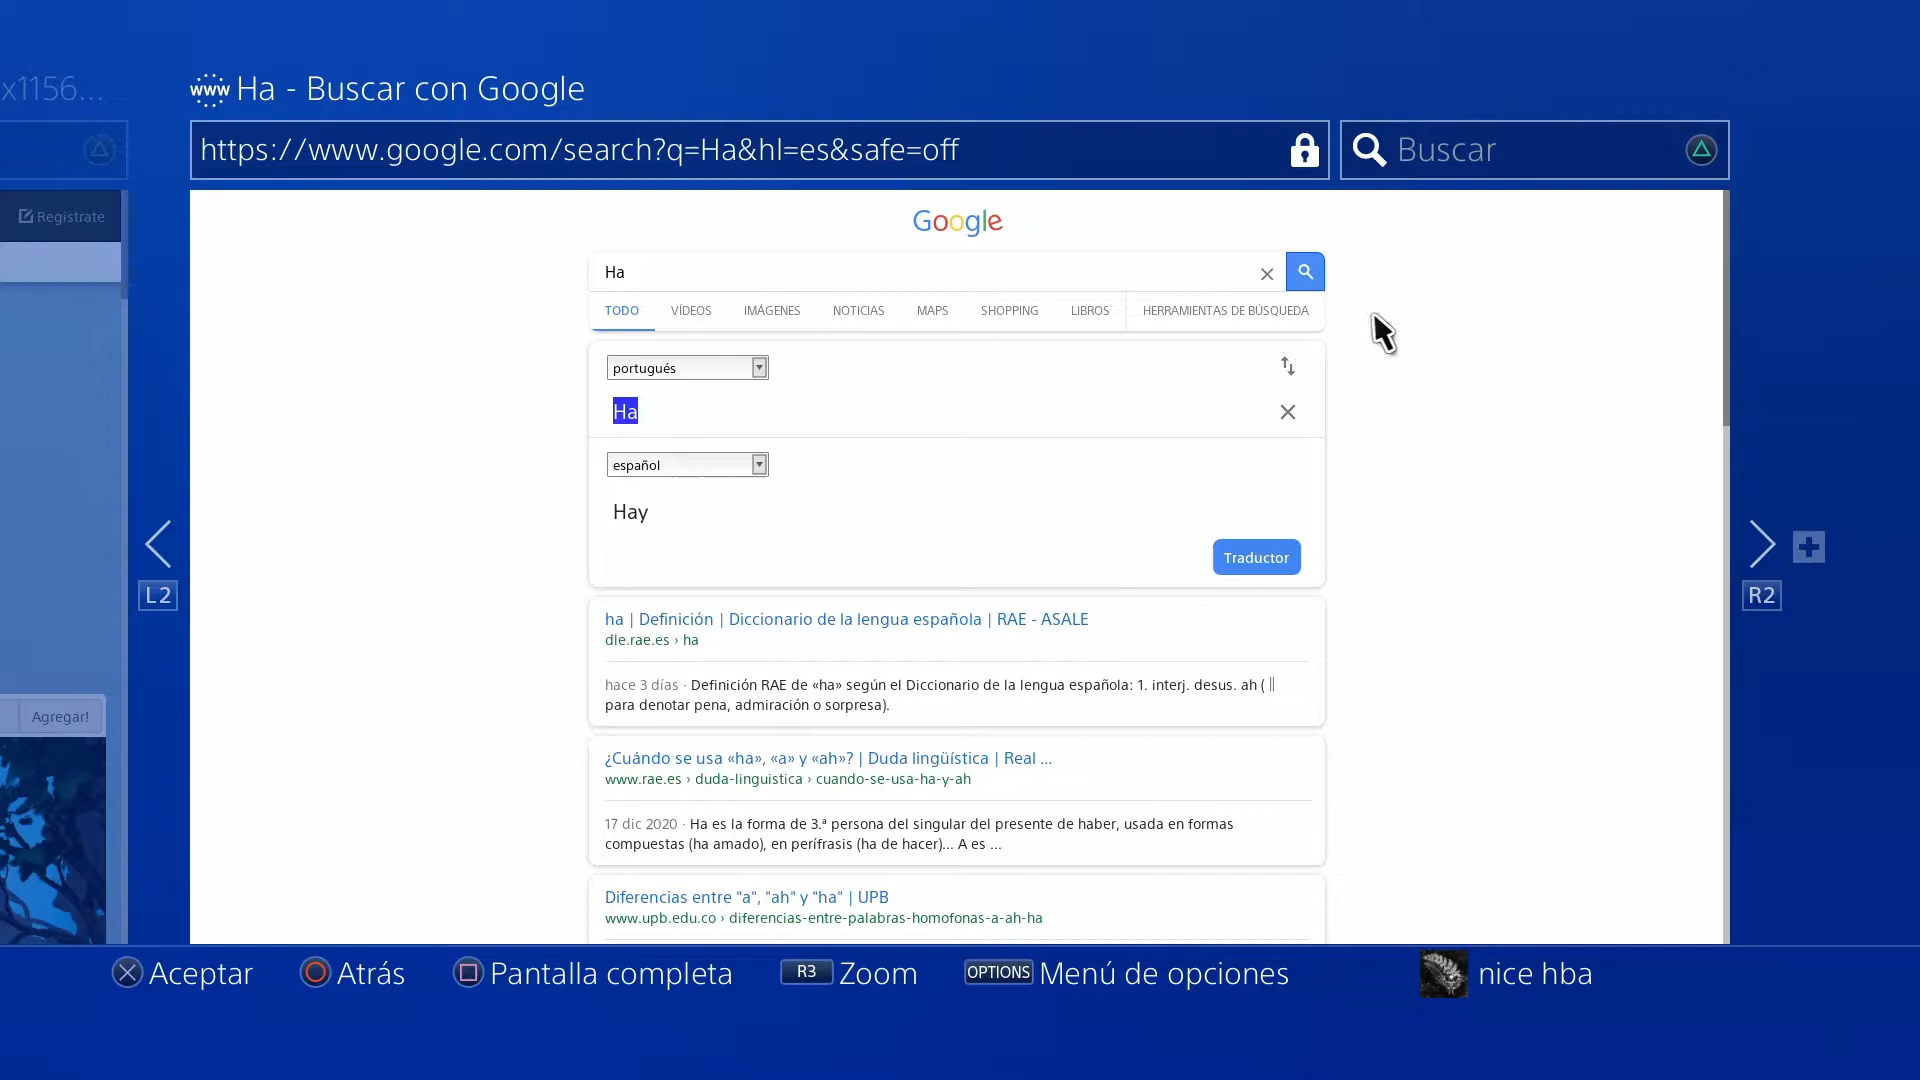 x1156...
www Ha - Buscar con Google
https://www.google.com/search?q=Ha&hl=es&safe=off
Buscar
Registrate
Google
Ha
TODO VÍDEOS IMÁGENES NOTICIAS MAPS SHOPPING LIBROS HERRAMIENTAS DE BÚSQUEDA
portugués
Ha
español
Hay
Traductor
L2
R2
ha | Definición | Diccionario de la lengua española | RAE - ASALE
dle.rae.es › ha
hace 3 días · Definición RAE de «ha» según el Diccionario de la lengua española: 1. interj. desus. ah ( ‖
para denotar pena, admiración o sorpresa).
Agregar!
¿Cuándo se usa «ha», «a» y «ah»? | Duda lingüística | Real ...
www.rae.es › duda-linguistica › cuando-se-usa-ha-y-ah
17 dic 2020 · Ha es la forma de 3.ª persona del singular del presente de haber, usada en formas
compuestas (ha amado), en perífrasis (ha de hacer)... A es ...
Diferencias entre "a", "ah" y "ha" | UPB
www.upb.edu.co › diferencias-entre-palabras-homofonas-a-ah-ha
Aceptar Atrás Pantalla completa R3 Zoom OPTIONS Menú de opciones nice hba